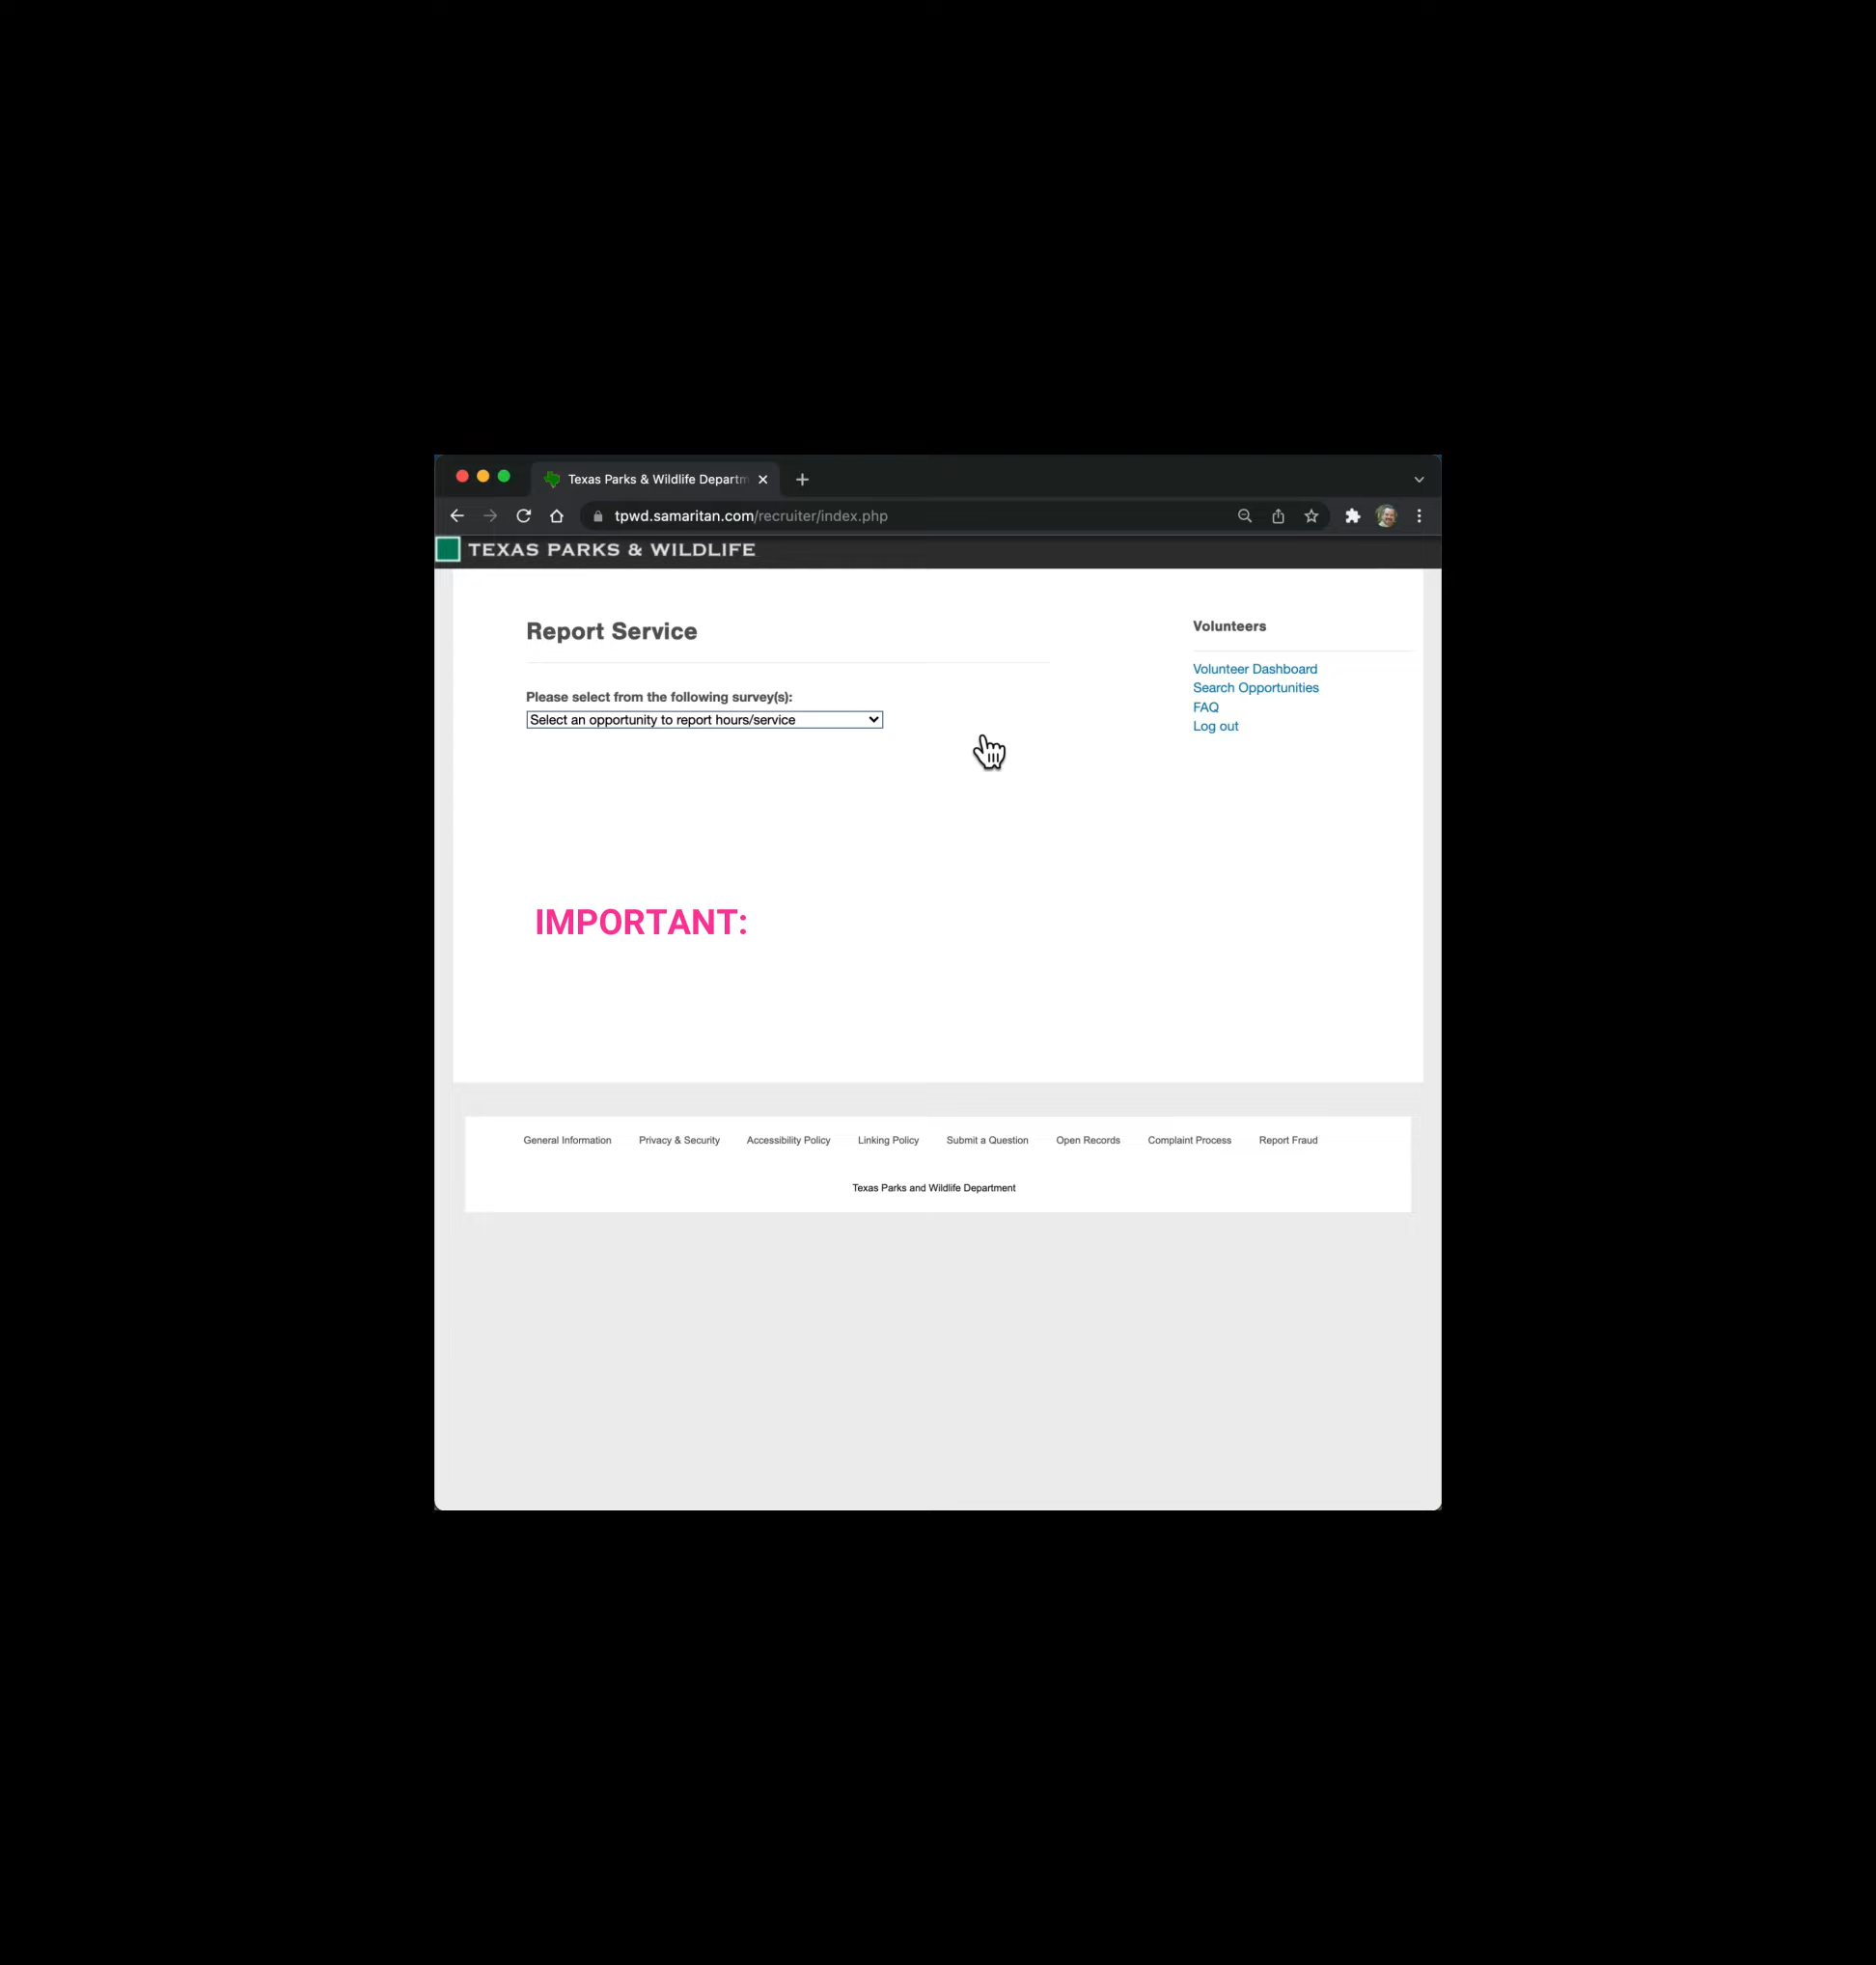 Texas Parks & Wildlife Departm
tpwd.samaritan.com/recruiter/index.php
TEXAS PARKS & WILDLIFE
Report Service
Please select from the following survey(s):
Select an opportunity to report hours/service
Volunteers
Volunteer Dashboard
Search Opportunities
FAQ
Log out
IMPORTANT:
General Information Privacy & Security Accessibility Policy Linking Policy Submit a Question Open Records Complaint Process Report Fraud
Texas Parks and Wildlife Department